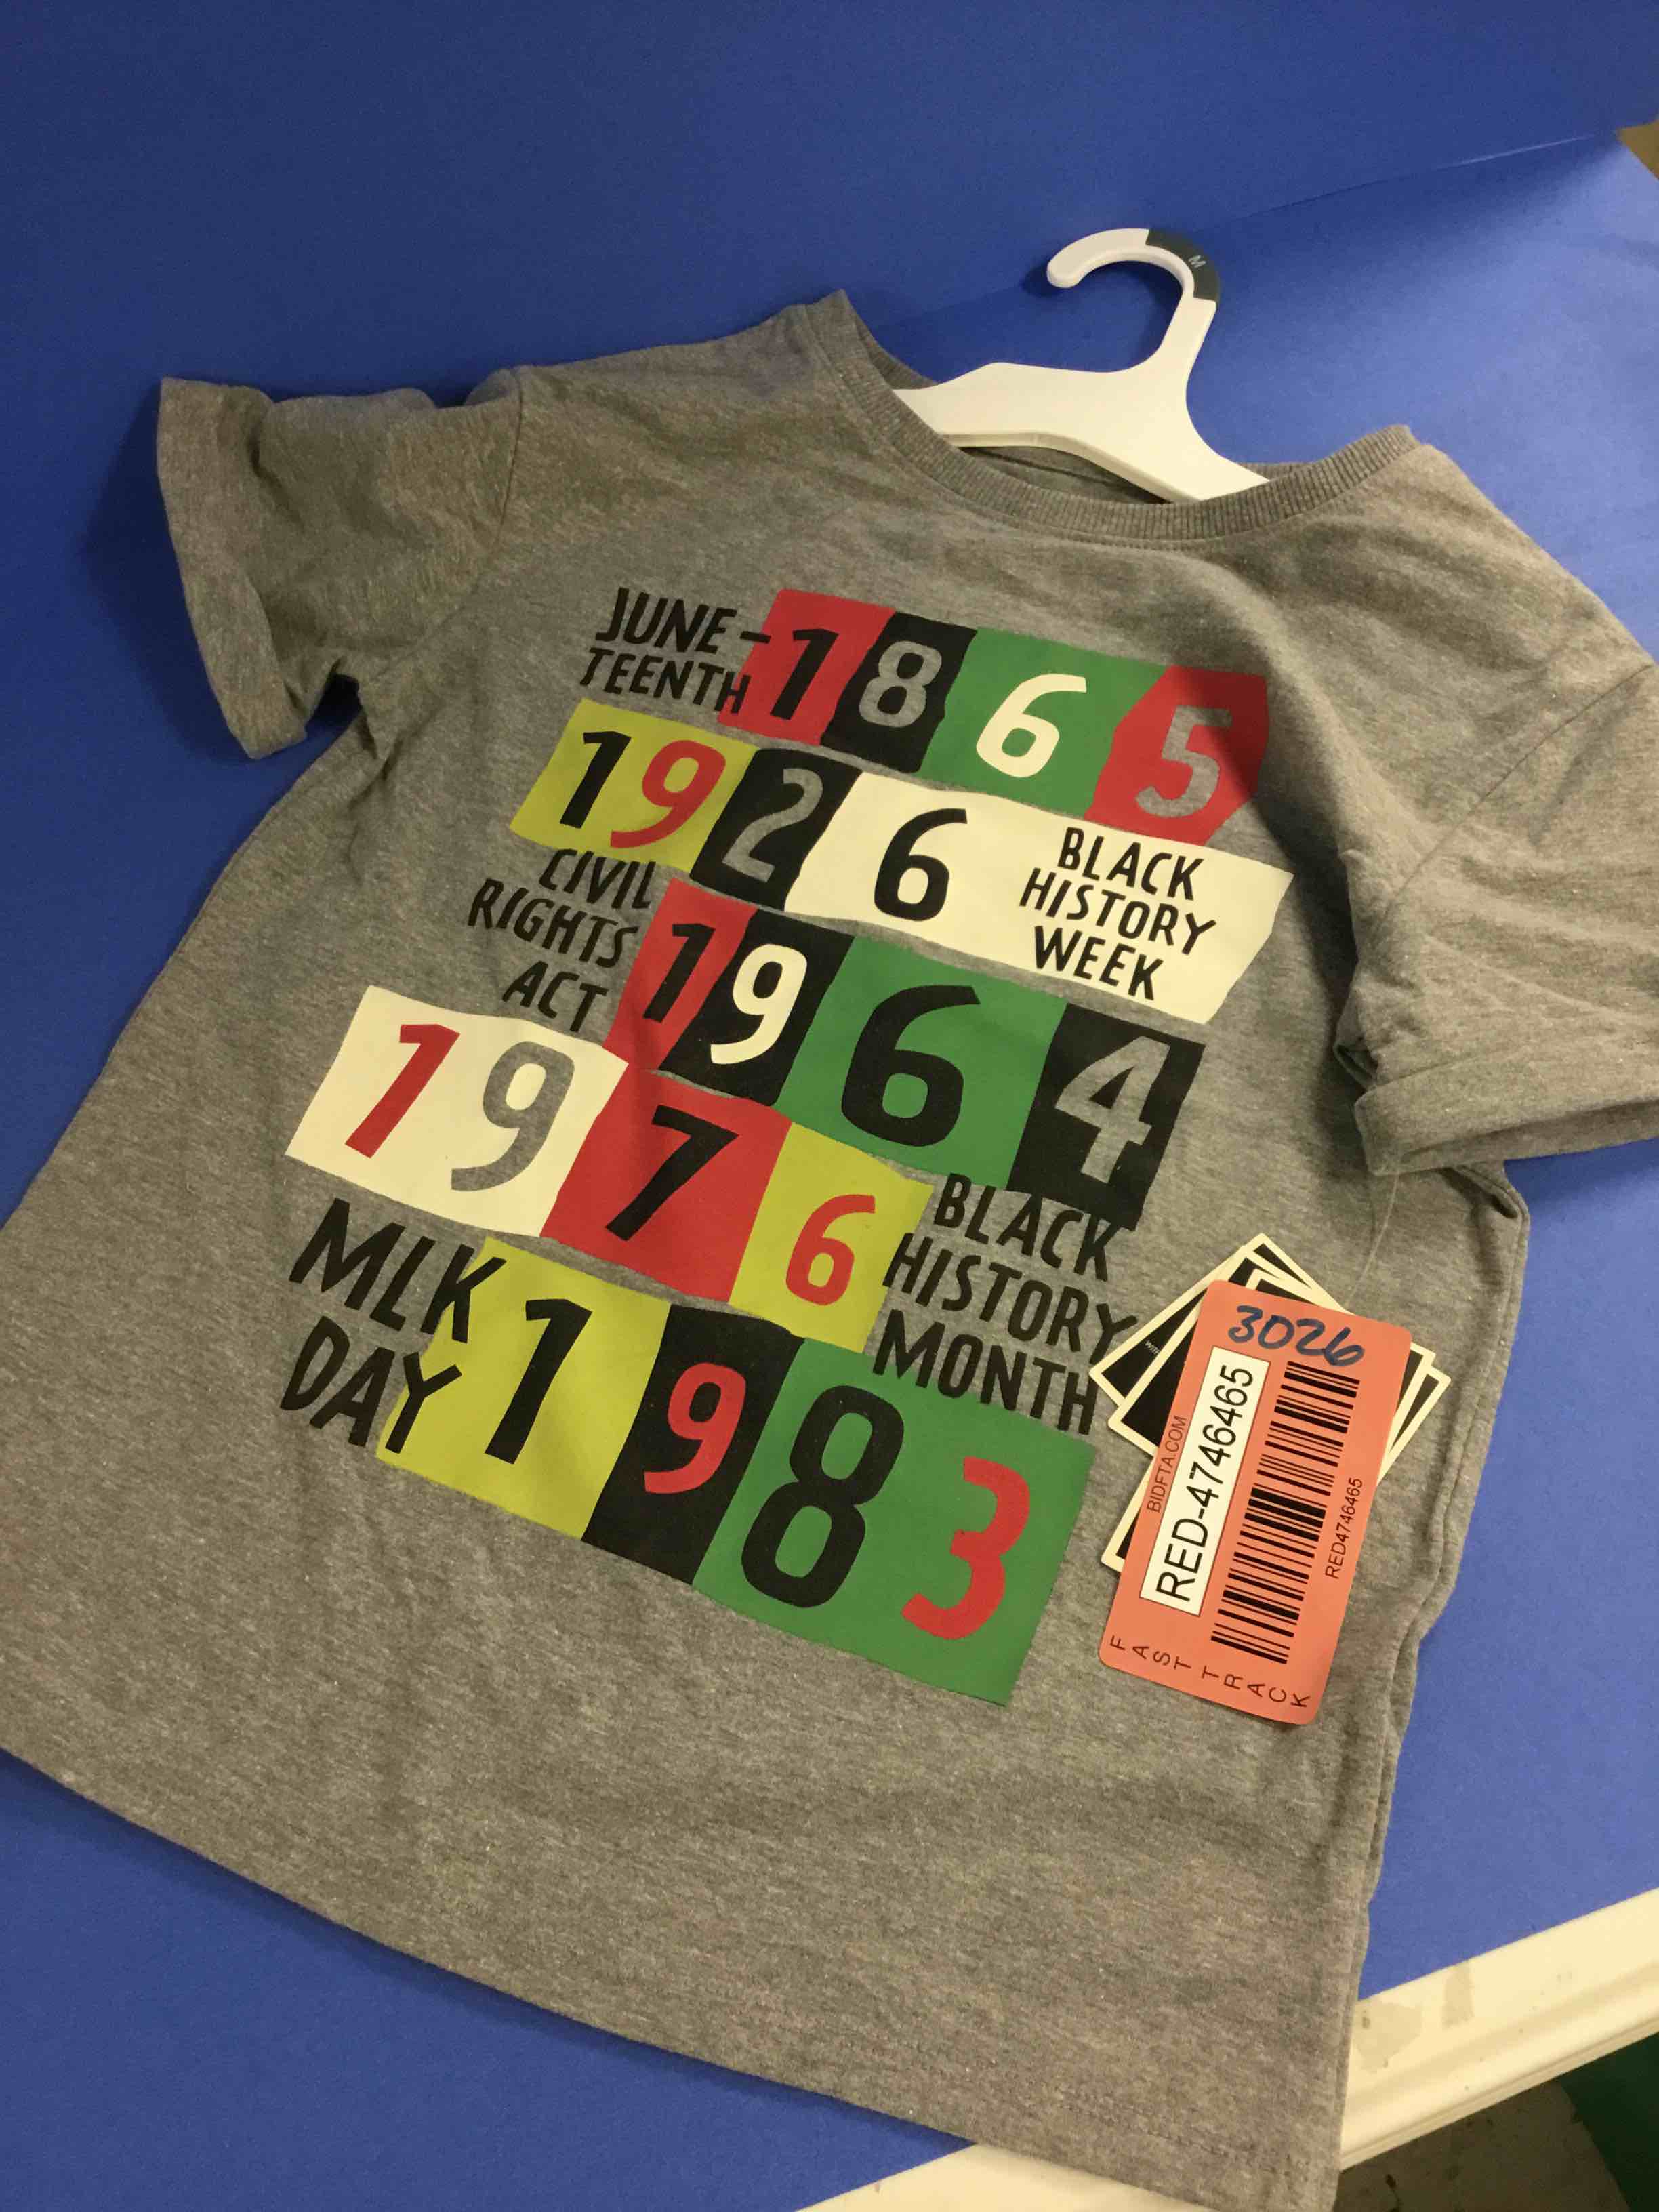 M
JUNE-
TEENTH
1865
1926
BLACK
HISTORY
WEEK
CIVIL
RIGHTS
ACT
1964
1976
BLACK
HISTORY
MONTH
MLK
DAY
1983
3026
BIDFTA.COM
RED-4746465
RED4746465
FAST TRACK